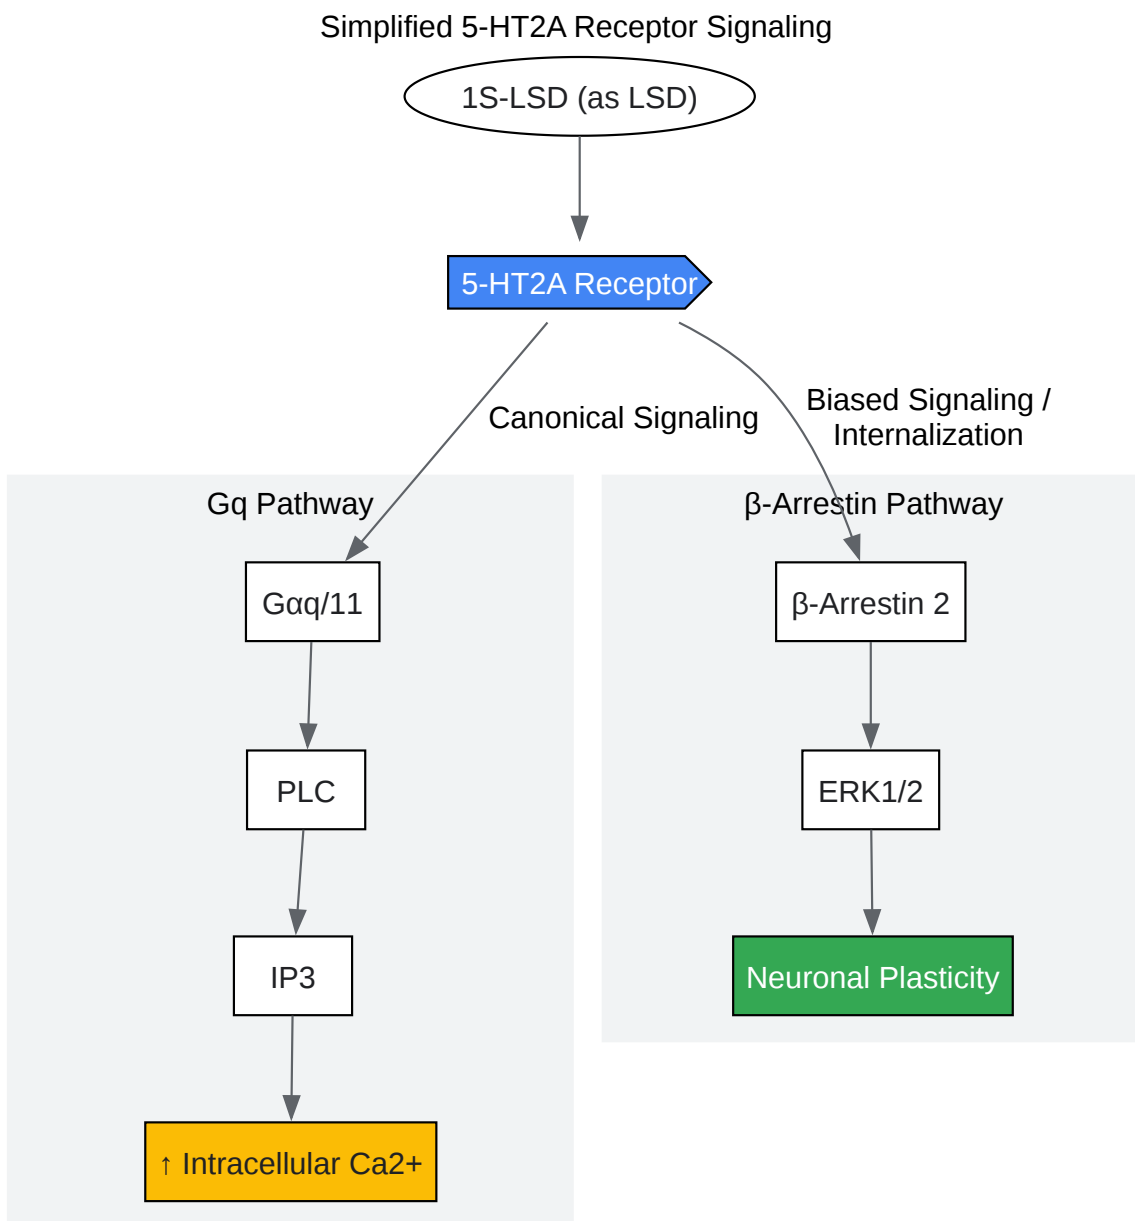 Simplified 5-HT2A Receptor Signaling
1S-LSD (as LSD)
5-HT2A Receptor
Canonical Signaling
Biased Signaling /
Internalization
Gq Pathway
Gαq/11
PLC
IP3
↑ Intracellular Ca2+
β-Arrestin Pathway
β-Arrestin 2
ERK1/2
Neuronal Plasticity